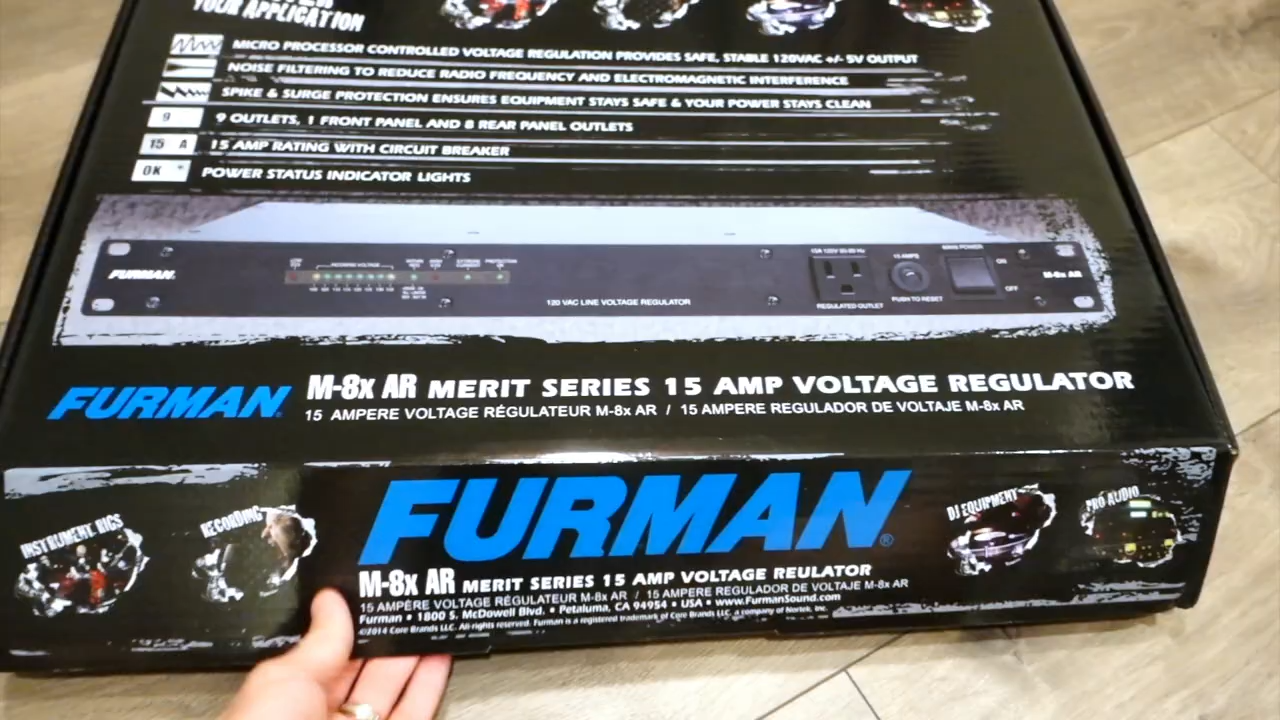 YOUR APPLICATION
MICRO PROCESSOR CONTROLLED VOLTAGE REGULATION PROVIDES SAFE, STABLE 120VAC +/- 5V OUTPUT
NOISE FILTERING TO REDUCE RADIO FREQUENCY AND ELECTROMAGNETIC INTERFERENCE
SPIKE & SURGE PROTECTION ENSURES EQUIPMENT STAYS SAFE & YOUR POWER STAYS CLEAN
9 9 OUTLETS, 1 FRONT PANEL AND 8 REAR PANEL OUTLETS
15 A 15 AMP RATING WITH CIRCUIT BREAKER
OK POWER STATUS INDICATOR LIGHTS
FURMAN
120 VAC LINE VOLTAGE REGULATOR
REGULATED OUTLET
15 AMPS
PUSH TO RESET
ON
OFF
M-8x AR
FURMAN
M-8x AR MERIT SERIES 15 AMP VOLTAGE REGULATOR
15 AMPERE VOLTAGE RÉGULATEUR M-8x AR / 15 AMPERE REGULADOR DE VOLTAJE M-8x AR
INSTRUMENT RIGS
RECORDING
FURMAN®
DJ EQUIPMENT
PRO AUDIO
M-8x AR MERIT SERIES 15 AMP VOLTAGE REULATOR
15 AMPÈRE VOLTAGE RÉGULATEUR M-8x AR / 15 AMPERE REGULADOR DE VOLTAJE M-8x AR
Furman • 1800 S. McDowell Blvd. • Petaluma, CA 94954 • USA • www.FurmanSound.com
©2014 Core Brands LLC. All rights reserved. Furman is a registered trademark of Core Brands LLC. a company of Nortek, Inc.